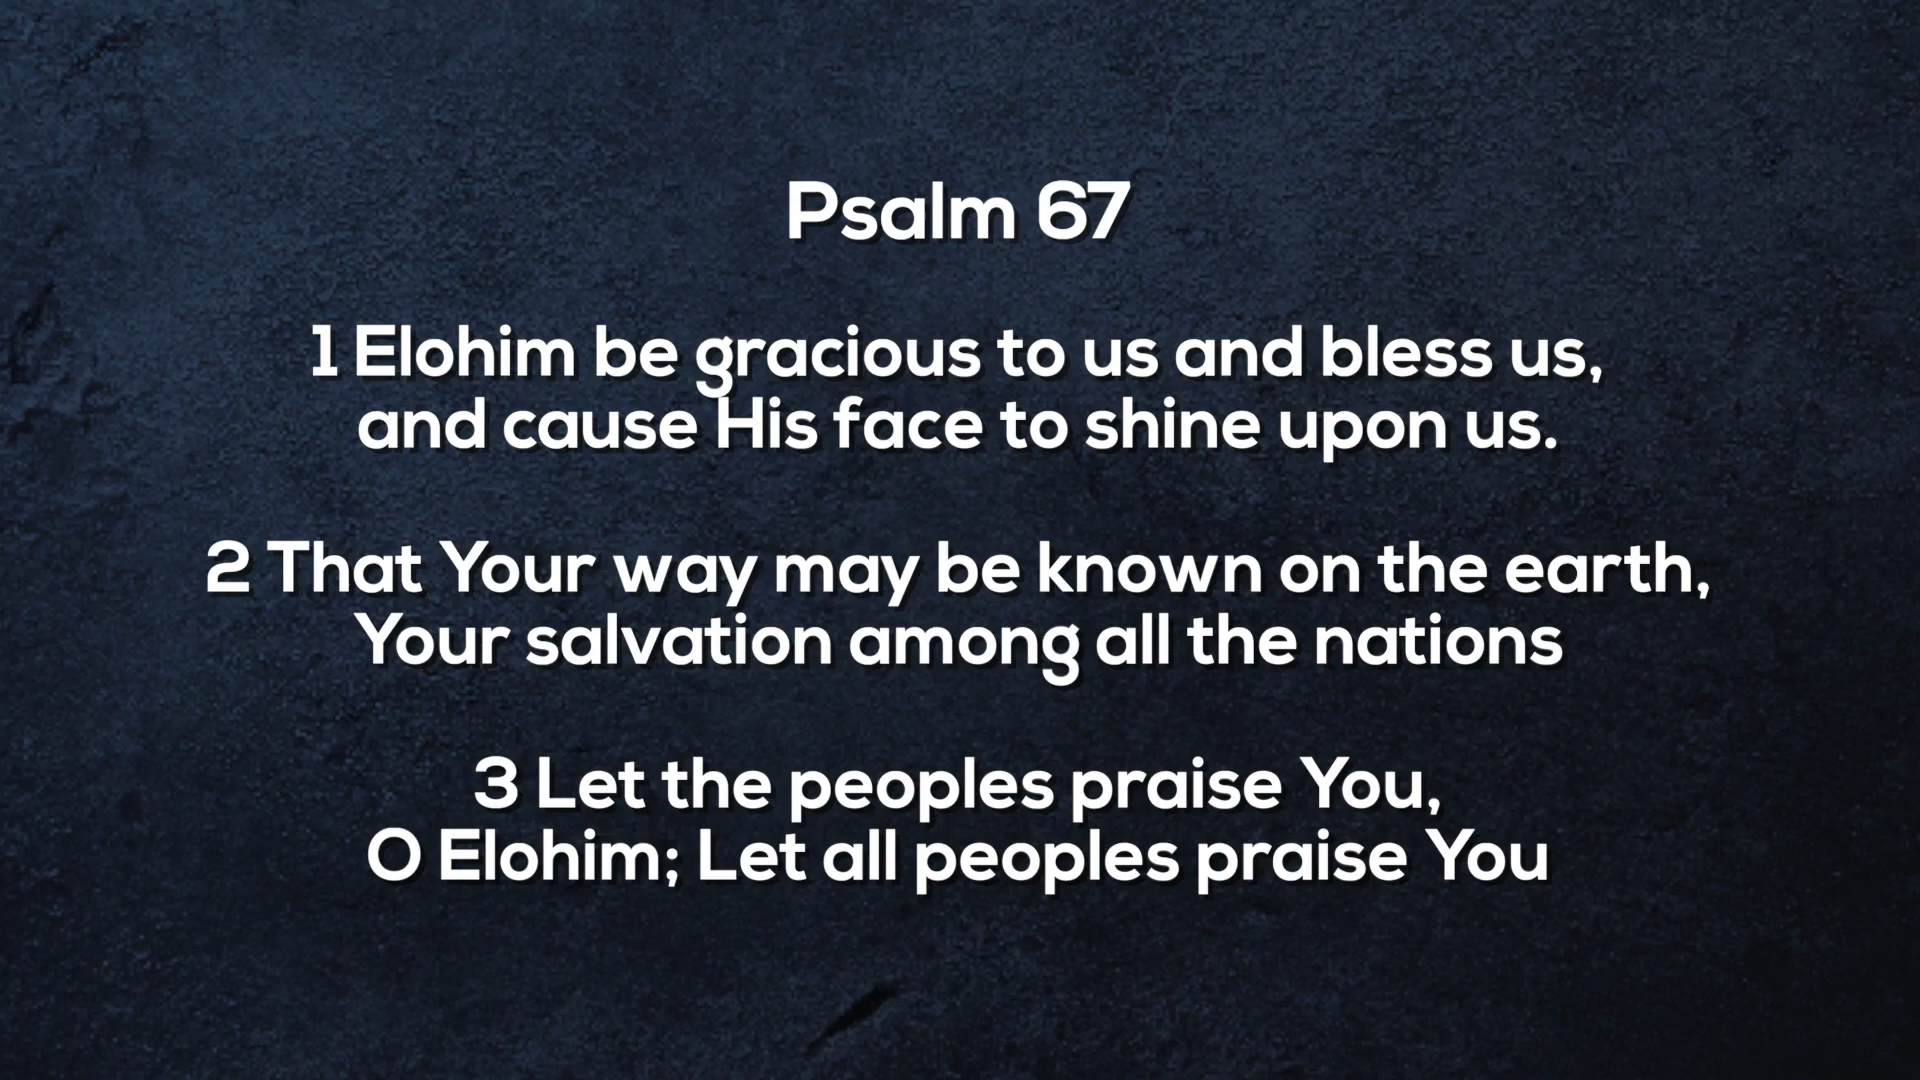 Psalm 67
1 Elohim be gracious to us and bless us,
and cause His face to shine upon us.
2 That Your way may be known on the earth,
Your salvation among all the nations
3 Let the peoples praise You,
O Elohim; Let all peoples praise You